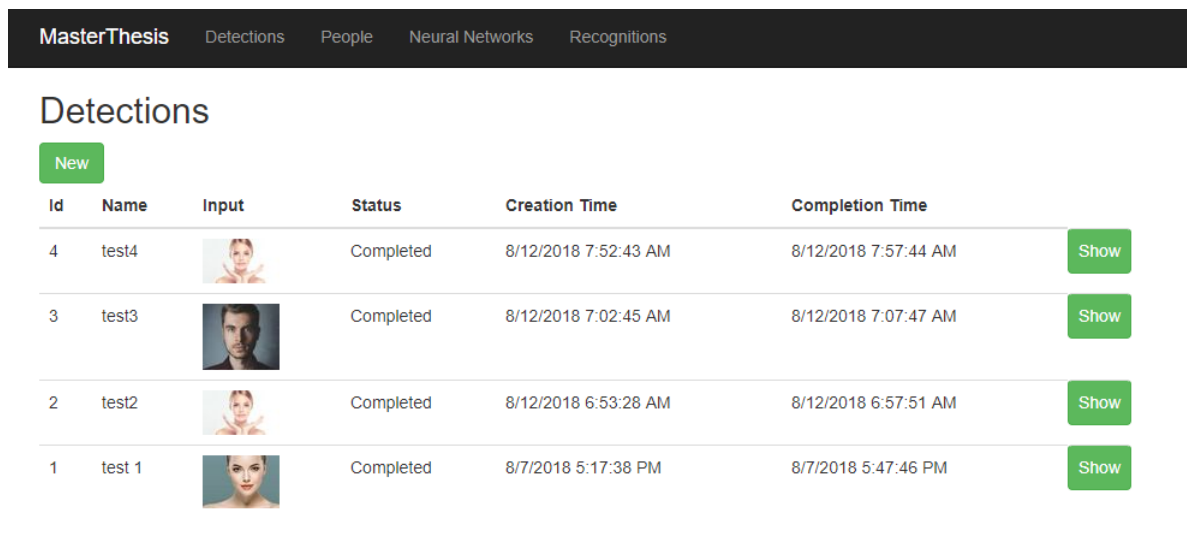 MasterThesis Detections People Neural Networks Recognitions
Detections
New
Id Name Input Status Creation Time Completion Time
4 test4 Completed 8/12/2018 7:52:43 AM 8/12/2018 7:57:44 AM Show
3 test3 Completed 8/12/2018 7:02:45 AM 8/12/2018 7:07:47 AM Show
2 test2 Completed 8/12/2018 6:53:28 AM 8/12/2018 6:57:51 AM Show
1 test 1 Completed 8/7/2018 5:17:38 PM 8/7/2018 5:47:46 PM Show